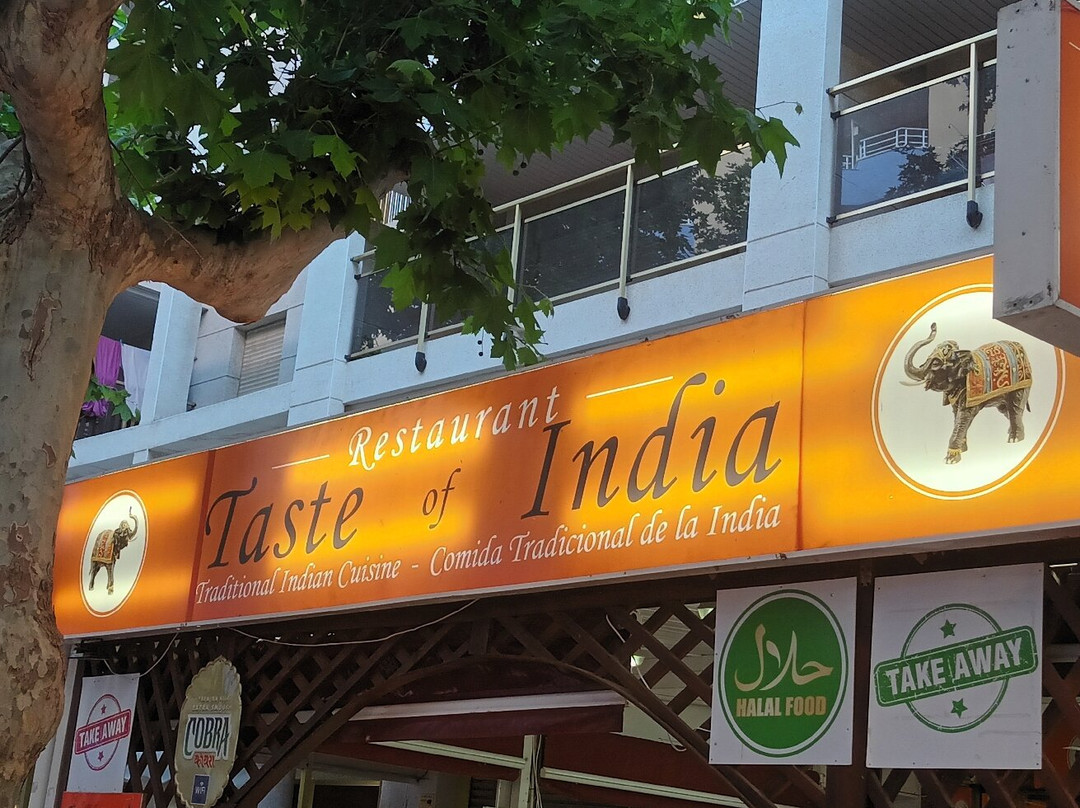 Restaurant
Taste of India
Traditional Indian Cuisine - Comida Tradicional de la India
TAKE AWAY
COBRA
WiFi
حلال
HALAL FOOD
TAKE AWAY